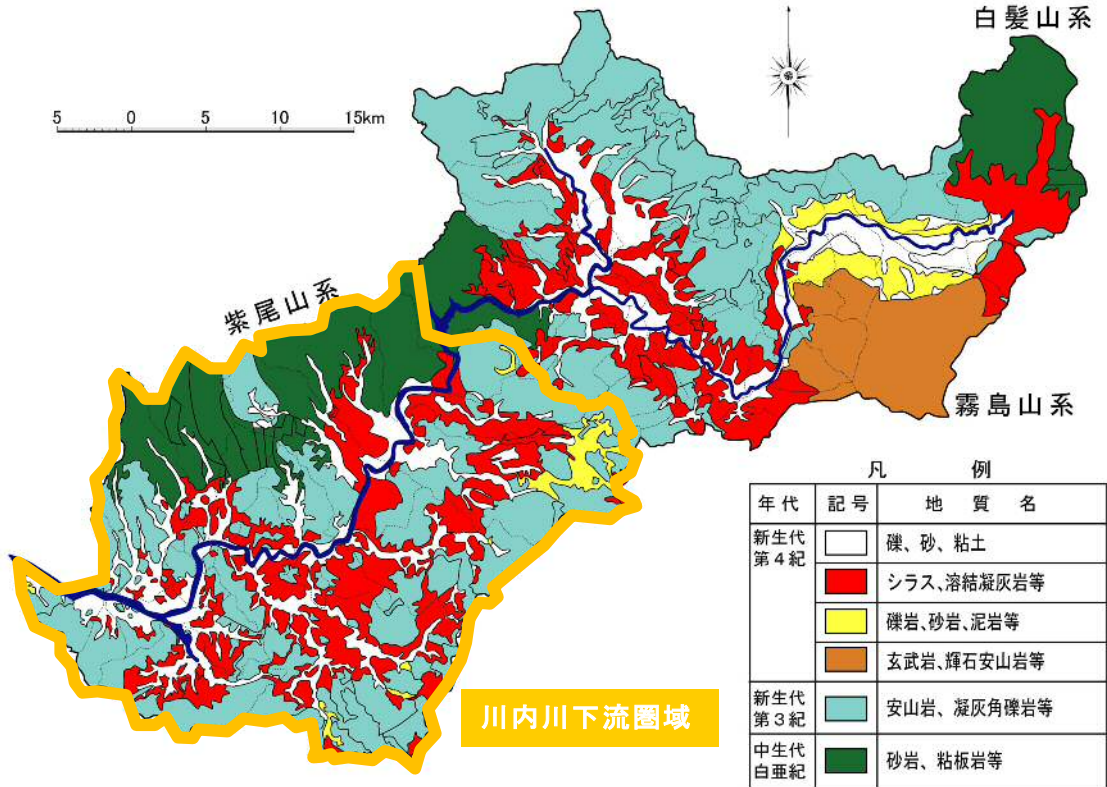 白髪山系
5 0 5 10 15km
紫尾山系
霧島山系
川内川下流圏域
凡 例
年代 記号 地質名
新生代
第4紀
礫、砂、粘土
シラス、溶結凝灰岩等
礫岩、砂岩、泥岩等
玄武岩、輝石安山岩等
新生代
第3紀
安山岩、凝灰角礫岩等
中生代
白亜紀
砂岩、粘板岩等